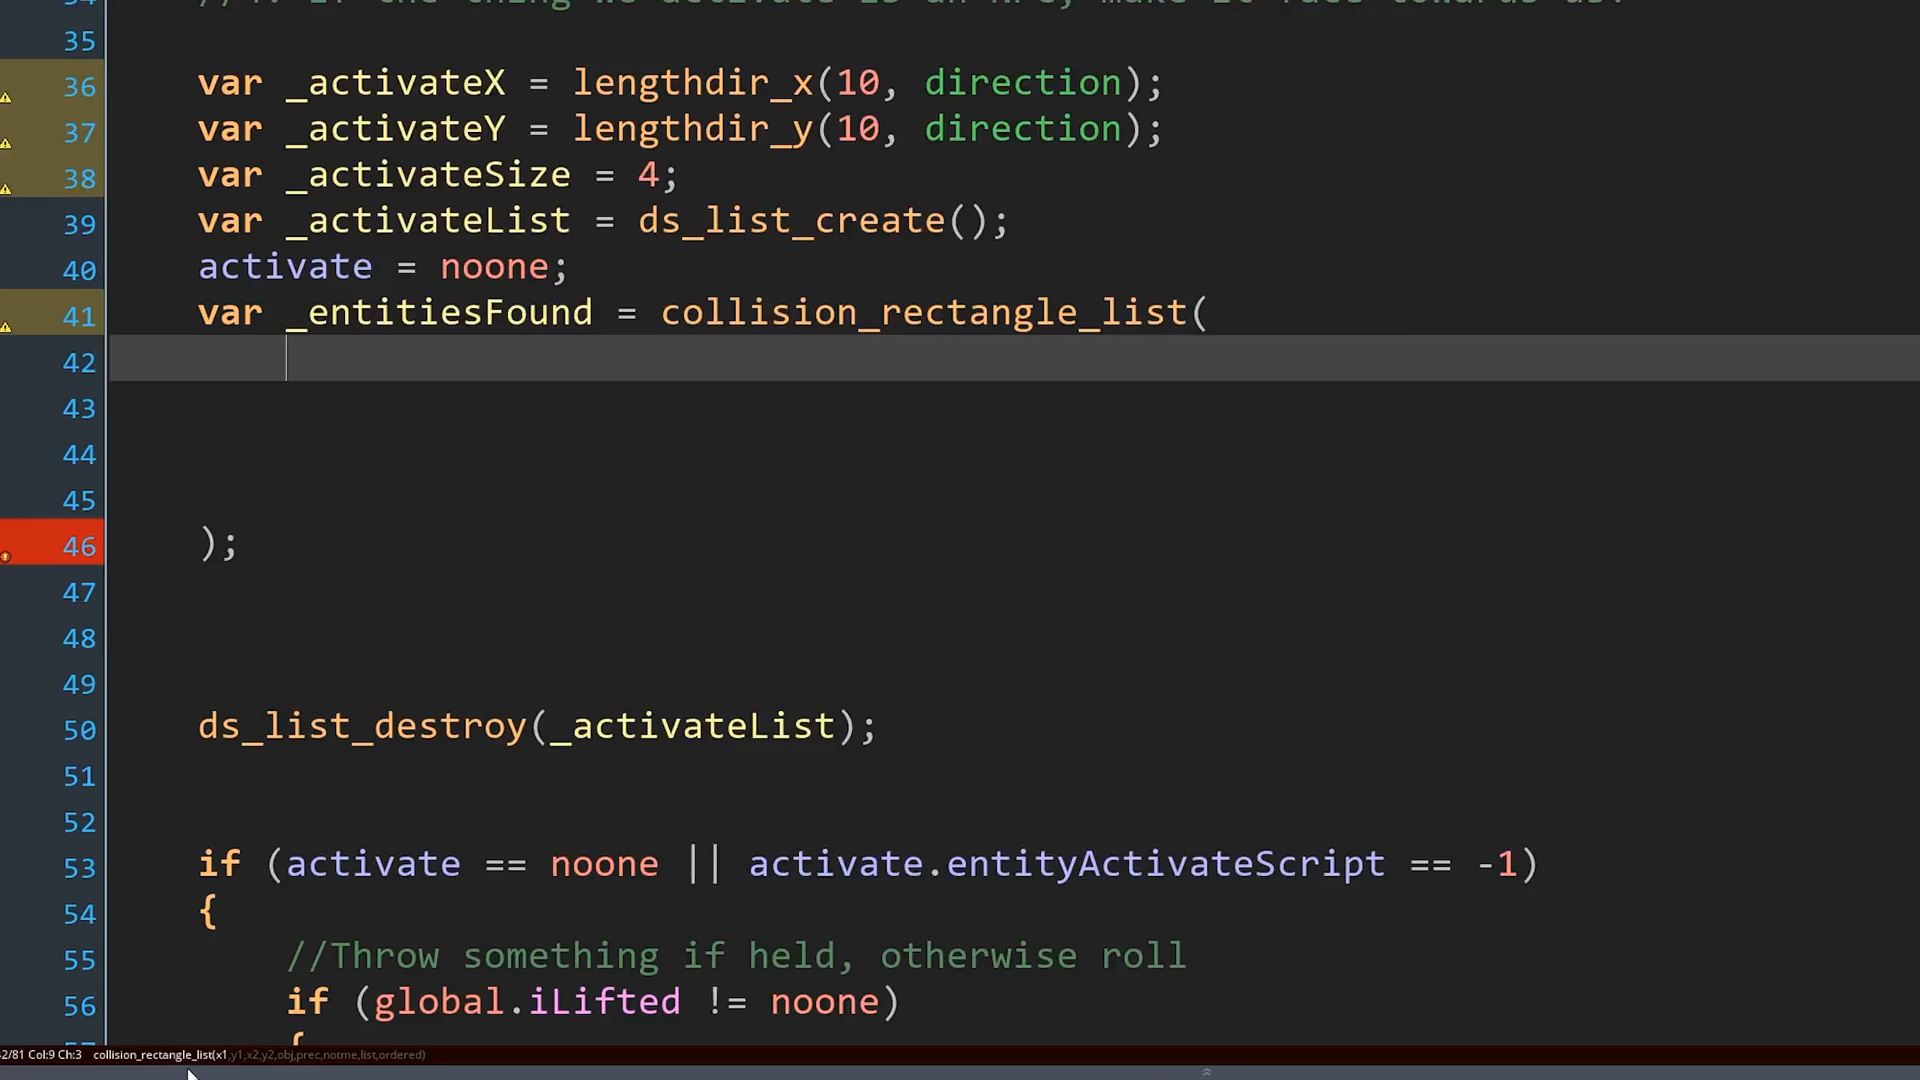 35
36 var _activateX = lengthdir_x(10, direction);
37 var _activateY = lengthdir_y(10, direction);
38 var _activateSize = 4;
39 var _activateList = ds_list_create();
40 activate = noone;
41 var _entitiesFound = collision_rectangle_list(
42
43
44
45
46 );
47
48
49
50 ds_list_destroy(_activateList);
51
52
53 if (activate == noone || activate.entityActivateScript == -1)
54 {
55 //Throw something if held, otherwise roll
56 if (global.iLifted != noone)
{
2/81 Col:9 Ch:3 collision_rectangle_list(x1,y1,x2,y2,obj,prec,notme,list,ordered)